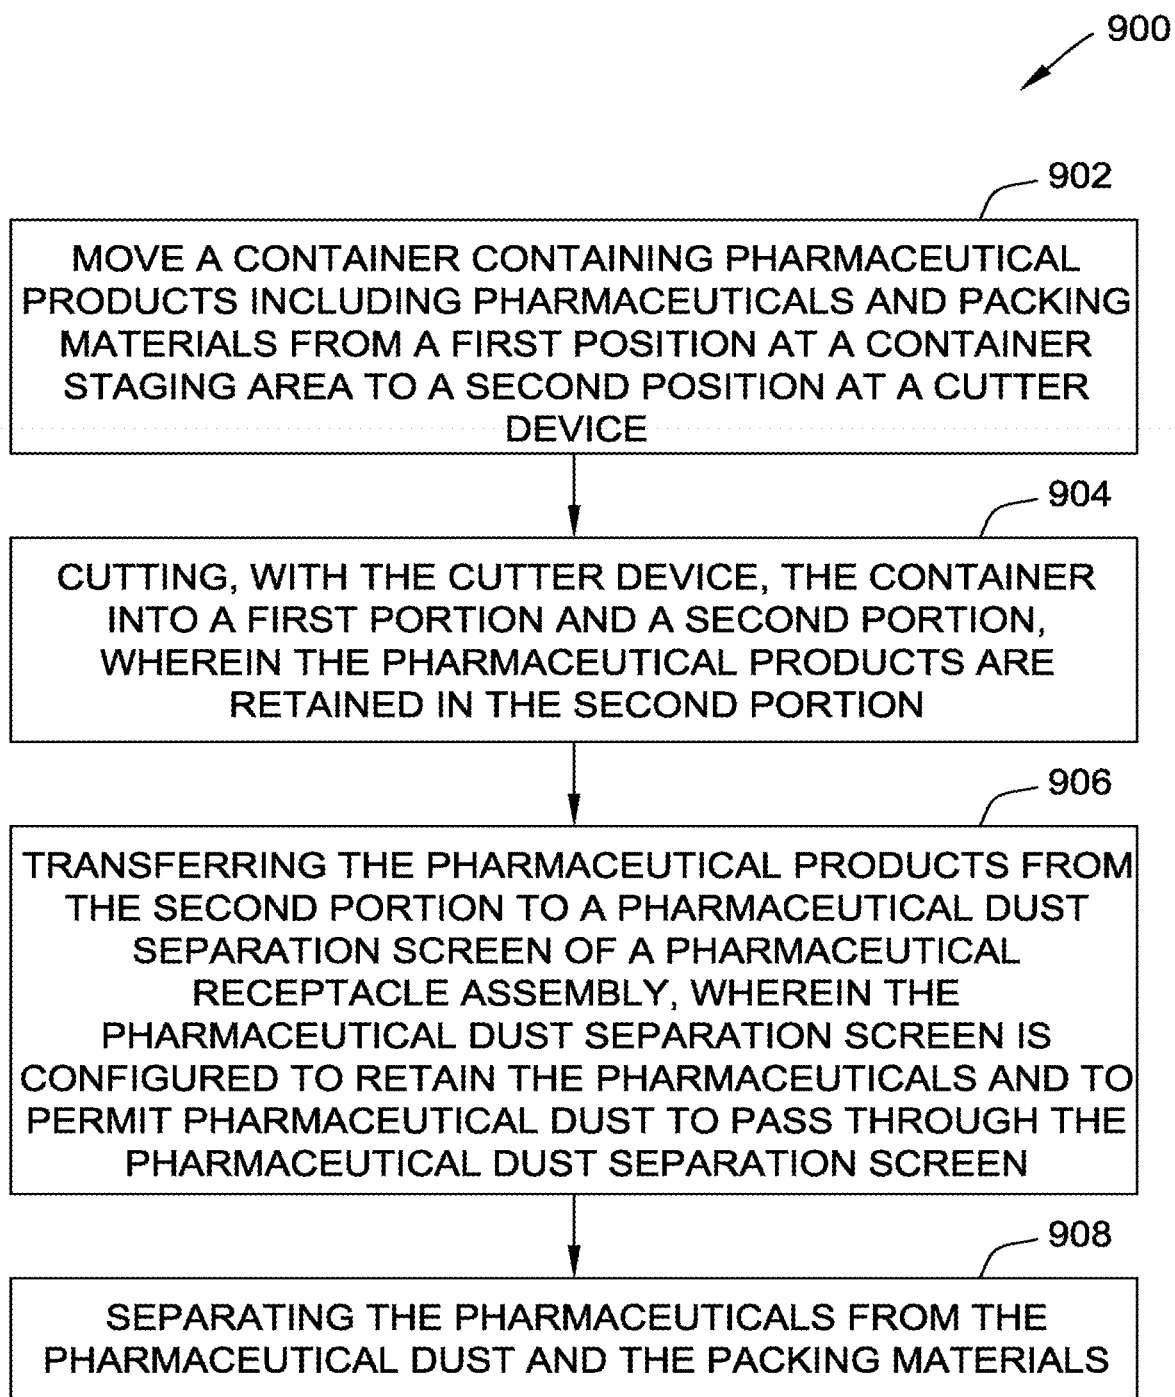 900
902
MOVE A CONTAINER CONTAINING PHARMACEUTICAL
PRODUCTS INCLUDING PHARMACEUTICALS AND PACKING
MATERIALS FROM A FIRST POSITION AT A CONTAINER
STAGING AREA TO A SECOND POSITION AT A CUTTER
DEVICE
904
CUTTING, WITH THE CUTTER DEVICE, THE CONTAINER
INTO A FIRST PORTION AND A SECOND PORTION,
WHEREIN THE PHARMACEUTICAL PRODUCTS ARE
RETAINED IN THE SECOND PORTION
906
TRANSFERRING THE PHARMACEUTICAL PRODUCTS FROM
THE SECOND PORTION TO A PHARMACEUTICAL DUST
SEPARATION SCREEN OF A PHARMACEUTICAL
RECEPTACLE ASSEMBLY, WHEREIN THE
PHARMACEUTICAL DUST SEPARATION SCREEN IS
CONFIGURED TO RETAIN THE PHARMACEUTICALS AND TO
PERMIT PHARMACEUTICAL DUST TO PASS THROUGH THE
PHARMACEUTICAL DUST SEPARATION SCREEN
908
SEPARATING THE PHARMACEUTICALS FROM THE
PHARMACEUTICAL DUST AND THE PACKING MATERIALS